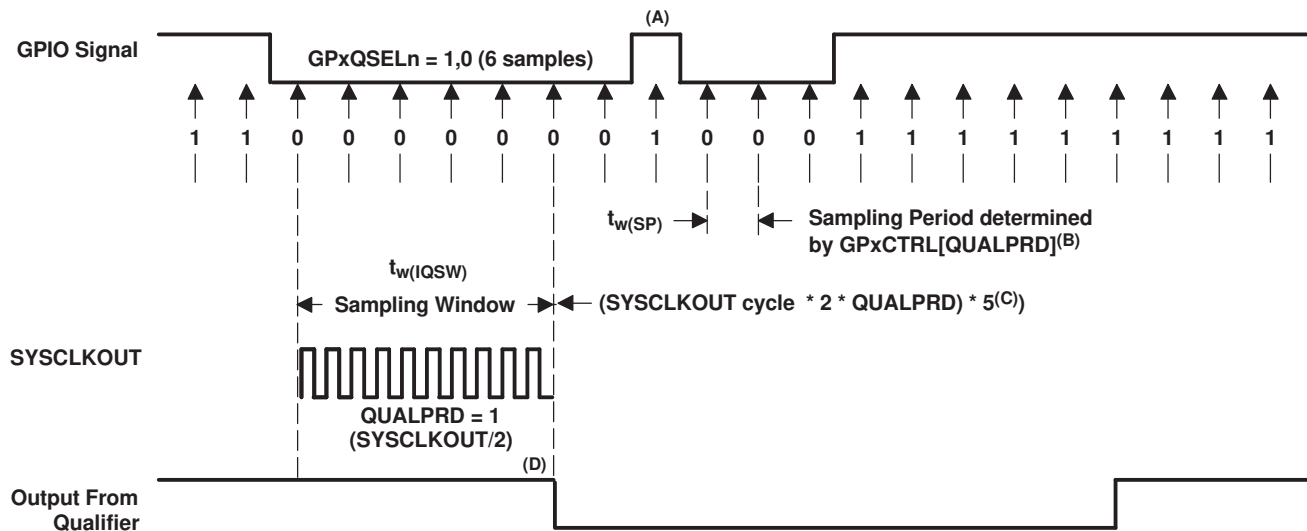 (A)
GPIO Signal
GPxQSELn = 1,0 (6 samples)
1 1 0 0 0 0 0 0 0 1 0 0 0 1 1 1 1 1 1 1 1 1
tw(SP)
Sampling Period determined
by GPxCTRL[QUALPRD](B)
tw(IQSW)
Sampling Window
(SYSCLKOUT cycle * 2 * QUALPRD) * 5(C))
SYSCLKOUT
QUALPRD = 1
(SYSCLKOUT/2)
(D)
Output From
Qualifier